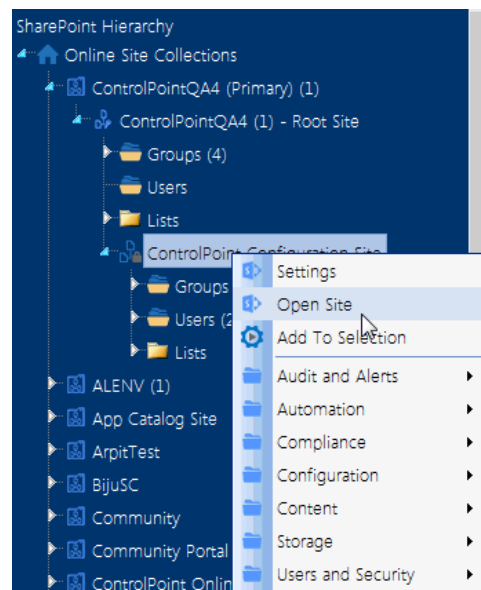 SharePoint Hierarchy
Online Site Collections
ControlPointQA4 (Primary) (1)
ControlPointQA4 (1) - Root Site
Groups (4)
Users
Lists
ControlPoint Configuration Site
Settings
Groups
Open Site
Users (2
Add To Selection
Lists
Audit and Alerts
ALENV (1)
Automation
App Catalog Site
Compliance
ArpitTest
Configuration
BijuSC
Content
Community
Storage
Community Portal
Users and Security
ControlPoint Onlin